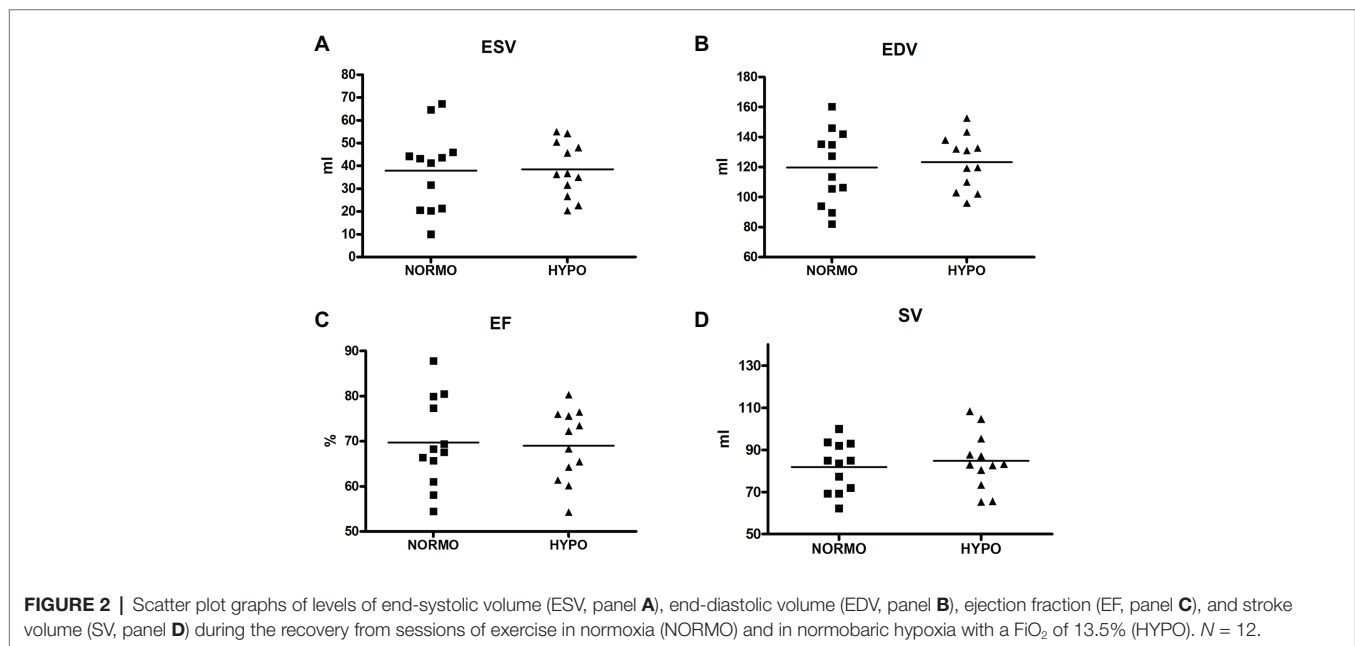 A
ESV
80
70
60
50
40
30
20
10
0
ml
NORMO
HYPO
B
EDV
180
160
140
120
100
80
60
ml
NORMO
HYPO
C
EF
90
80
70
60
50
%
NORMO
HYPO
D
SV
130
110
90
70
50
ml
NORMO
HYPO
FIGURE 2 | Scatter plot graphs of levels of end-systolic volume (ESV, panel A), end-diastolic volume (EDV, panel B), ejection fraction (EF, panel C), and stroke
volume (SV, panel D) during the recovery from sessions of exercise in normoxia (NORMO) and in normobaric hypoxia with a FiO₂ of 13.5% (HYPO). N = 12.